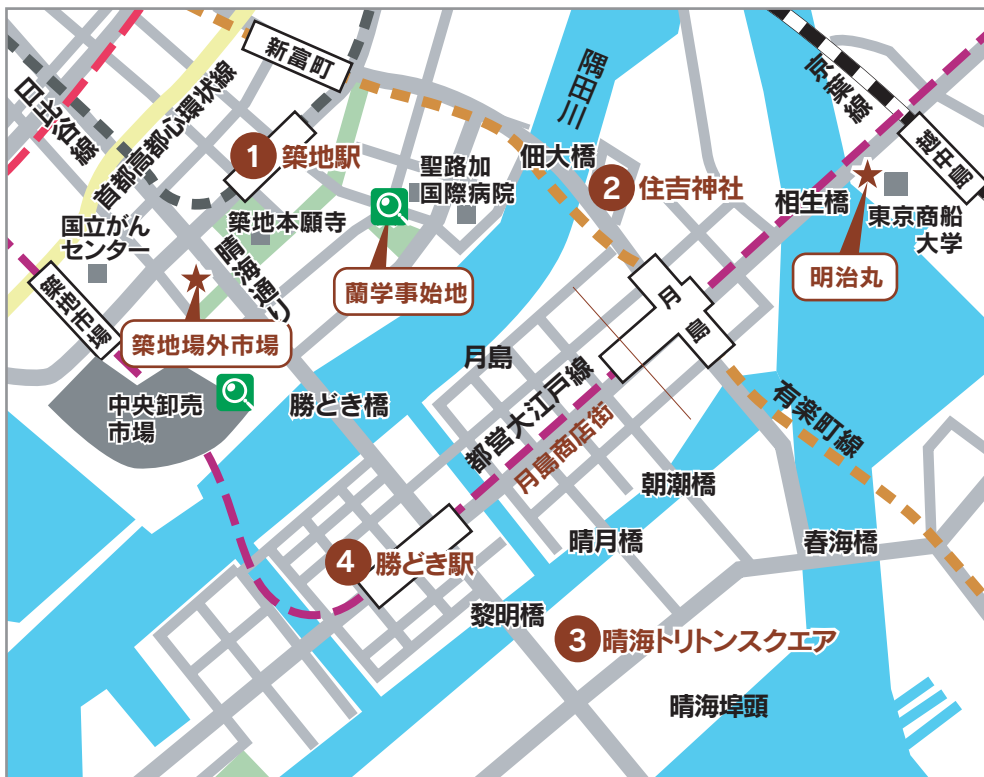 新富町
隅田川
京葉線
越中島
日比谷線
首都高都心環状線
1 築地駅
聖路加
国際病院
佃大橋
2 住吉神社
相生橋
東京商船
大学
明治丸
国立がん
センター
築地本願寺
晴海通り
蘭学事始地
築地市場
築地場外市場
月島
月島
中央卸売
市場
勝どき橋
都営大江戸線
月島商店街
有楽町線
朝潮橋
晴月橋
春海橋
4 勝どき駅
黎明橋
3 晴海トリトンスクエア
晴海埠頭